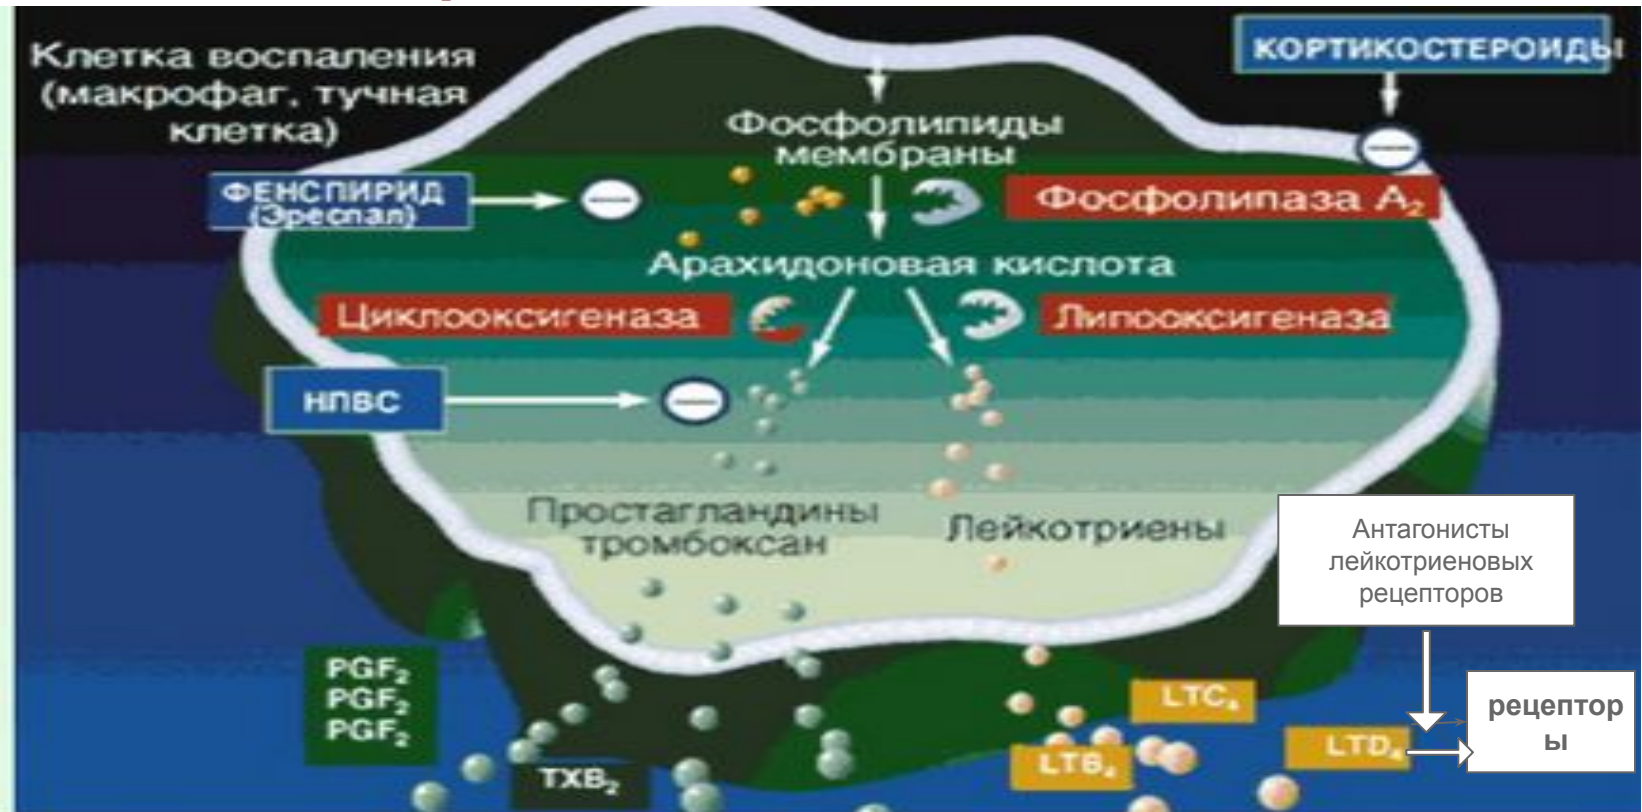 Клетка воспаления
(макрофаг, тучная
клетка)
КОРТИКОСТЕРОИДЫ
Фосфолипиды
мембраны
ФЕНСПИРИД
(Эреспал)
Фосфолипаза А₂
Арахидоновая кислота
Циклооксигеназа
Липооксигеназа
НПВС
Простагландины
тромбоксан
Лейкотриены
Антагонисты
лейкотриеновых
рецепторов
PGF₂
PGF₂
PGF₂
TXB₂
LTC₄
LTB₄
LTD₄
рецептор
ы